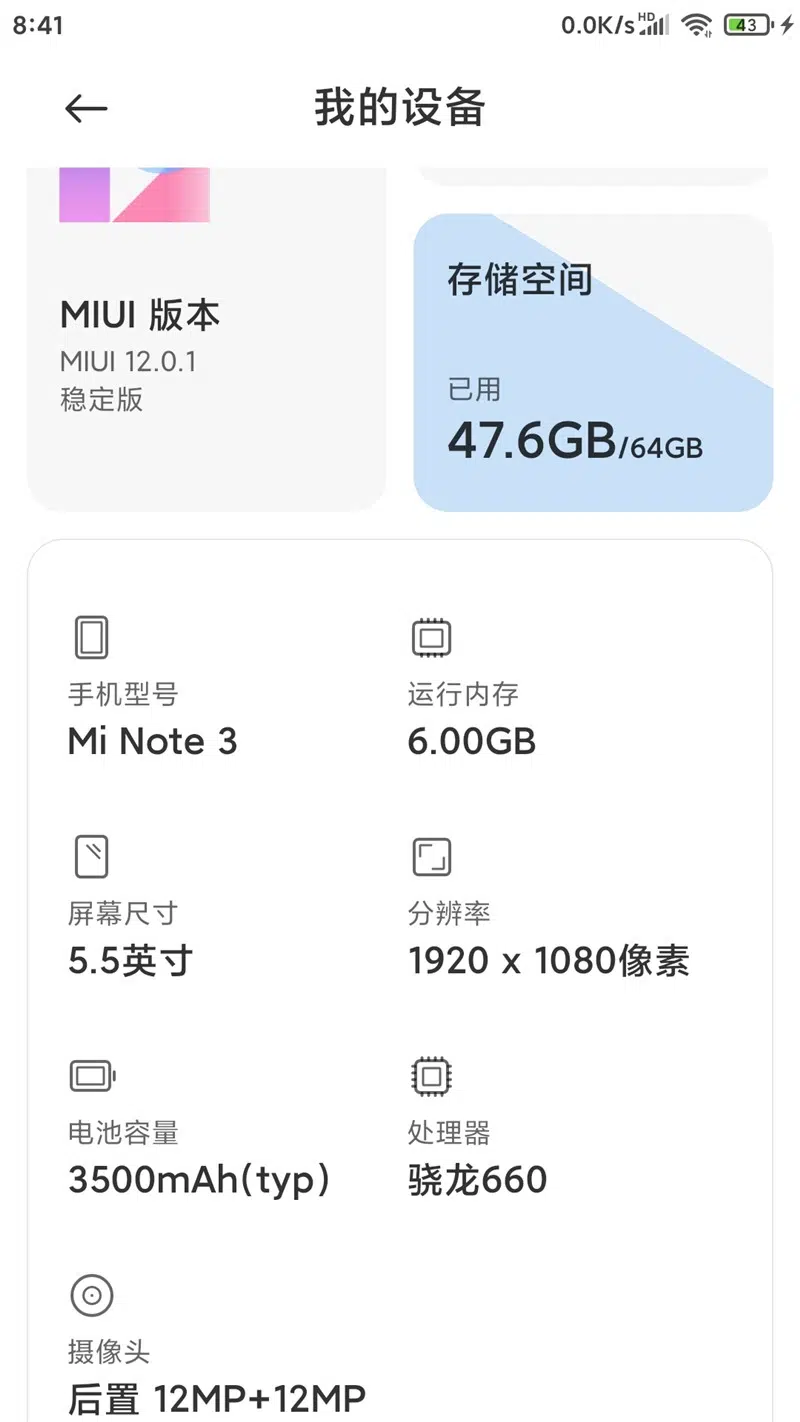 8:41
0.0K/s HD 43
我的设备
MIUI 版本
MIUI 12.0.1
稳定版
存储空间
已用
47.6GB/64GB
手机型号
Mi Note 3
运行内存
6.00GB
屏幕尺寸
5.5英寸
分辨率
1920 x 1080像素
电池容量
3500mAh(typ)
处理器
骁龙660
摄像头
后置 12MP+12MP